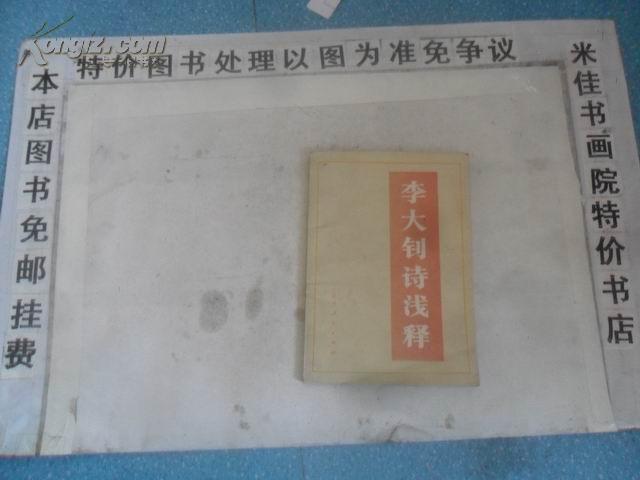 Kongfz.com
特价图书处理以图为准免争议
本店图书免邮挂费
米佳书画院特价书店
李大钊诗浅释